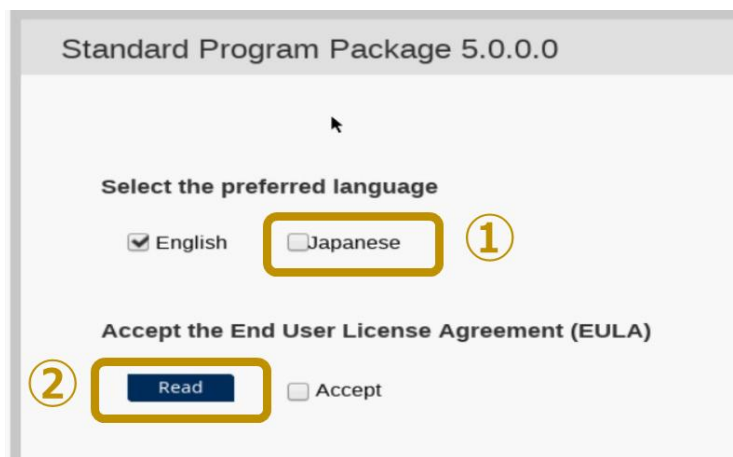 Standard Program Package 5.0.0.0
Select the preferred language
English Japanese ①
Accept the End User License Agreement (EULA)
② Read Accept